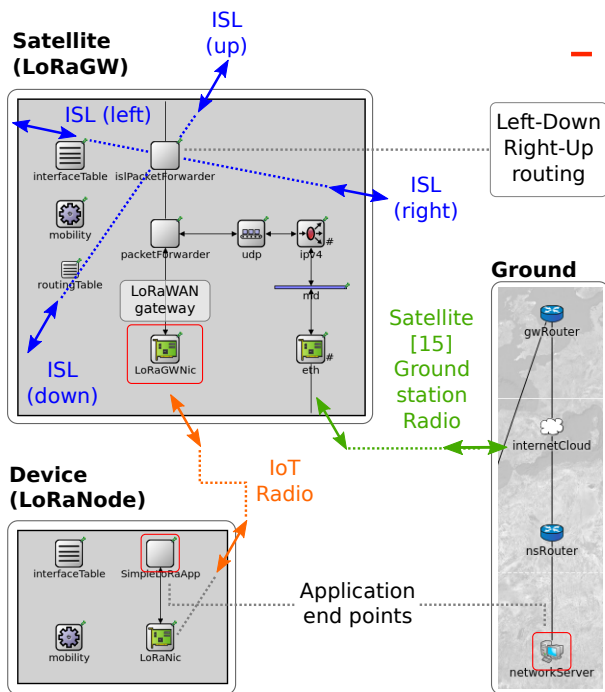 Satellite
(LoRaGW)
ISL
(up)
ISL (left)
interfaceTable
islPacketForwarder
Left-Down
Right-Up
routing
ISL
(right)
mobility
packetForwarder
udp
ipv4
#
routingTable
LoRaWAN
gateway
mld
ISL
(down)
LoRaGWNic
eth
#
Satellite
[15]
Ground
station
Radio
Ground
gwRouter
internetCloud
nsRouter
networkServer
IoT
Radio
Device
(LoRaNode)
interfaceTable
SimpleLoRaApp
mobility
LoRaNic
Application
end points